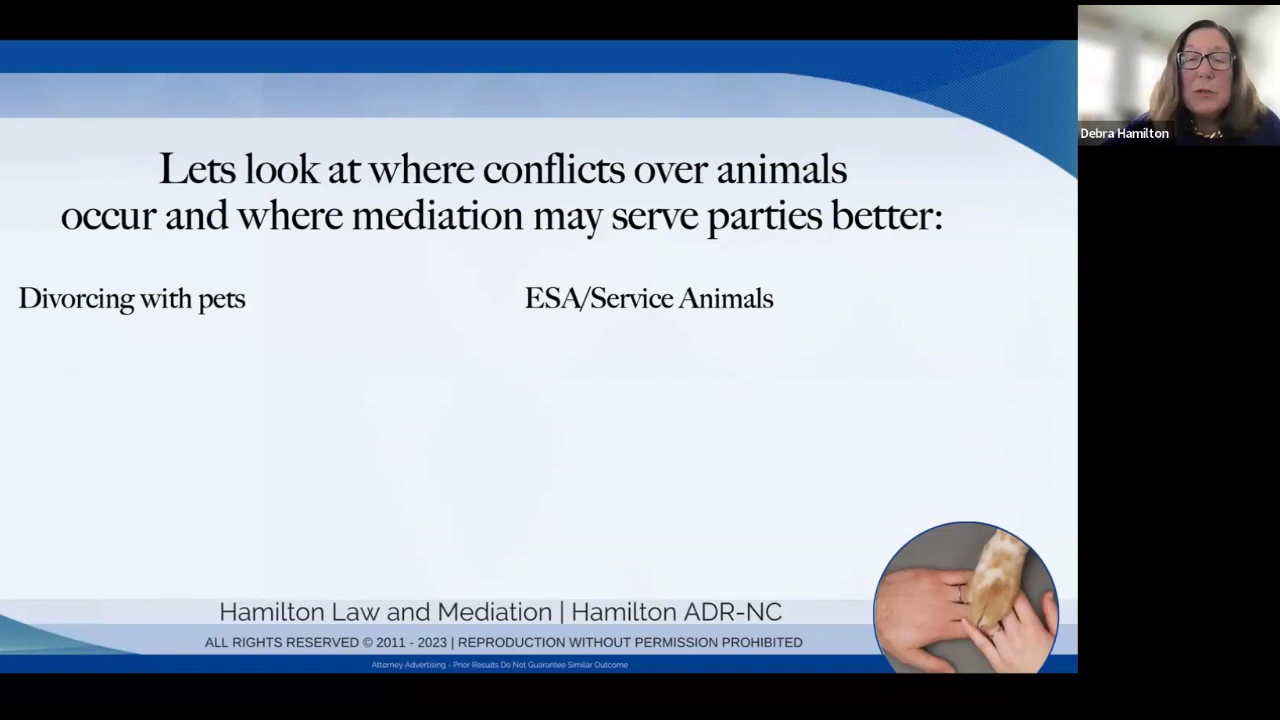 Lets look at where conflicts over animals
occur and where mediation may serve parties better:
Divorcing with pets
ESA/Service Animals
Hamilton Law and Mediation | Hamilton ADR-NC
ALL RIGHTS RESERVED © 2011 - 2023 | REPRODUCTION WITHOUT PERMISSION PROHIBITED
Attorney Advertising - Prior Results Do Not Guarantee Similar Outcome
Debra Hamilton